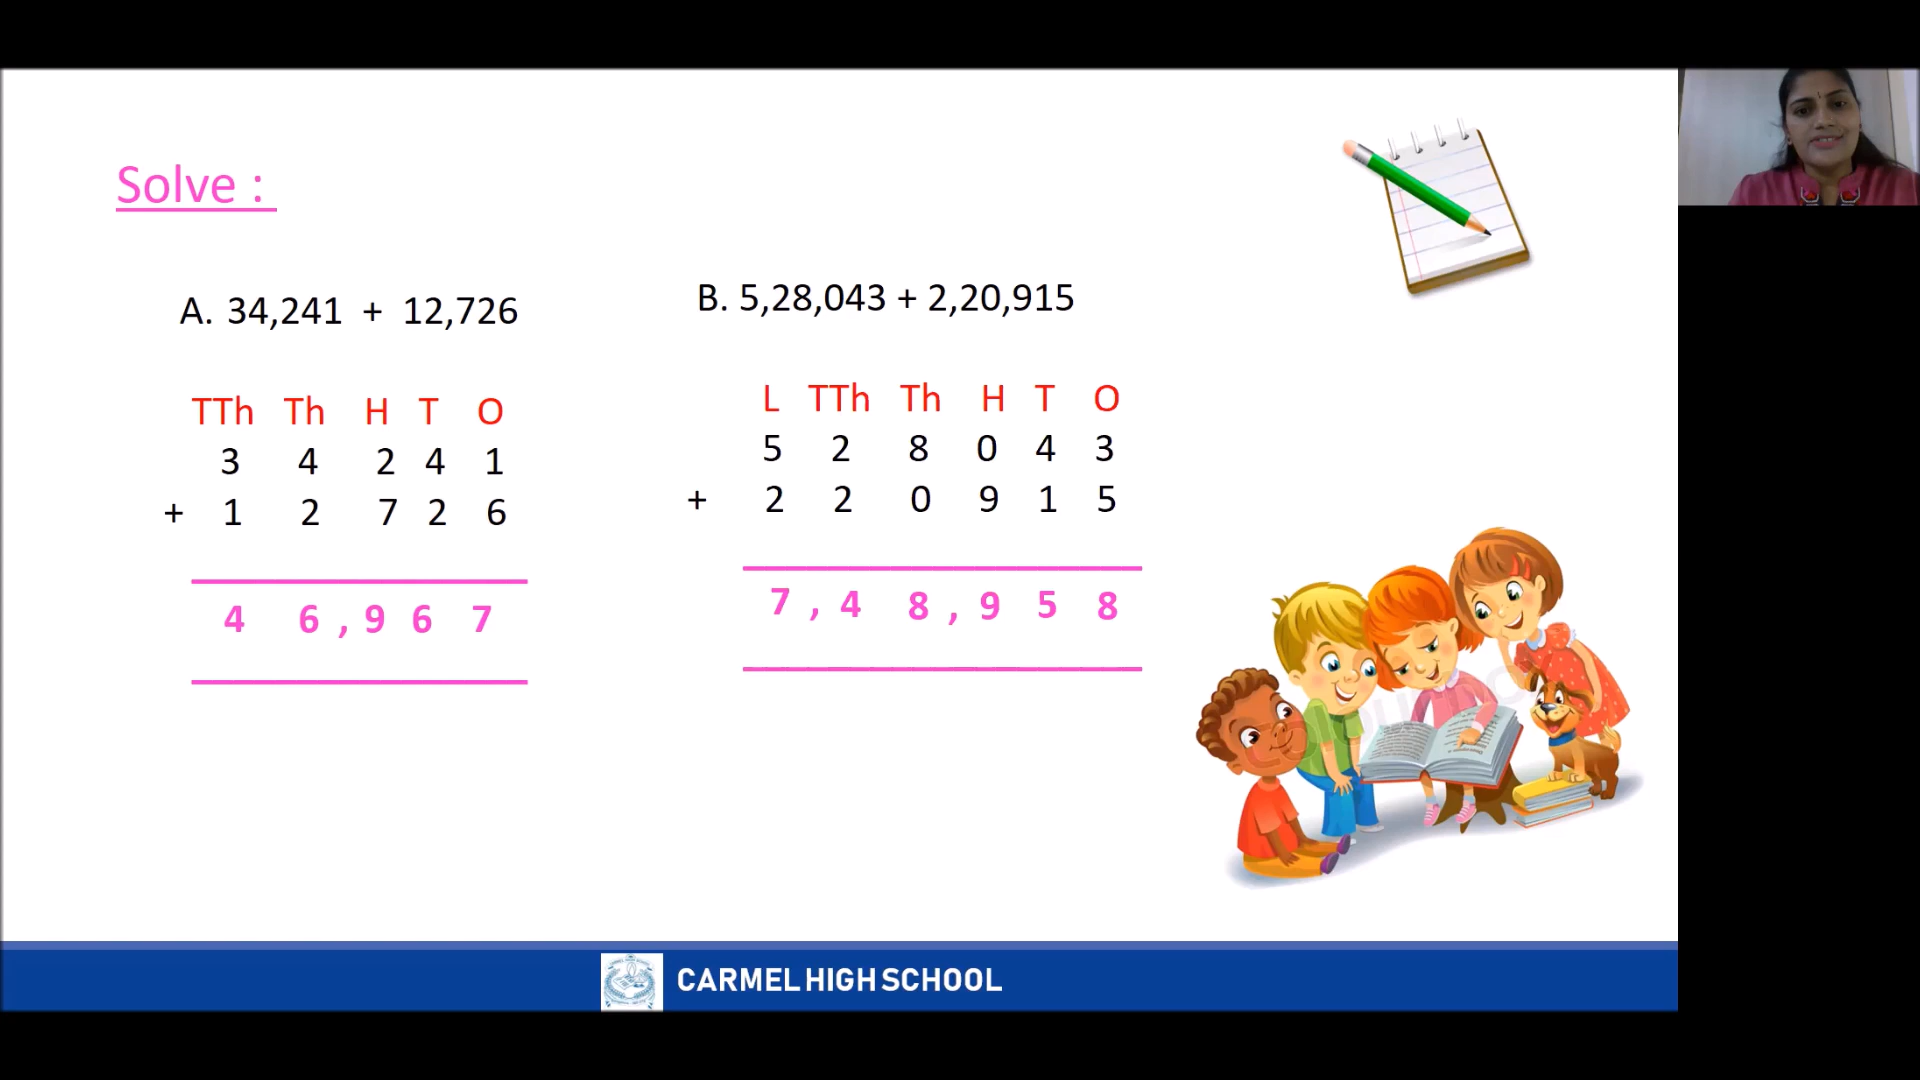 Solve :
A. 34,241 + 12,726
TTh Th H T O
3 4 2 4 1
+ 1 2 7 2 6
4 6 , 9 6 7
B. 5,28,043 + 2,20,915
L TTh Th H T O
5 2 8 0 4 3
+ 2 2 0 9 1 5
7 , 4 8 , 9 5 8
CARMEL HIGH SCHOOL